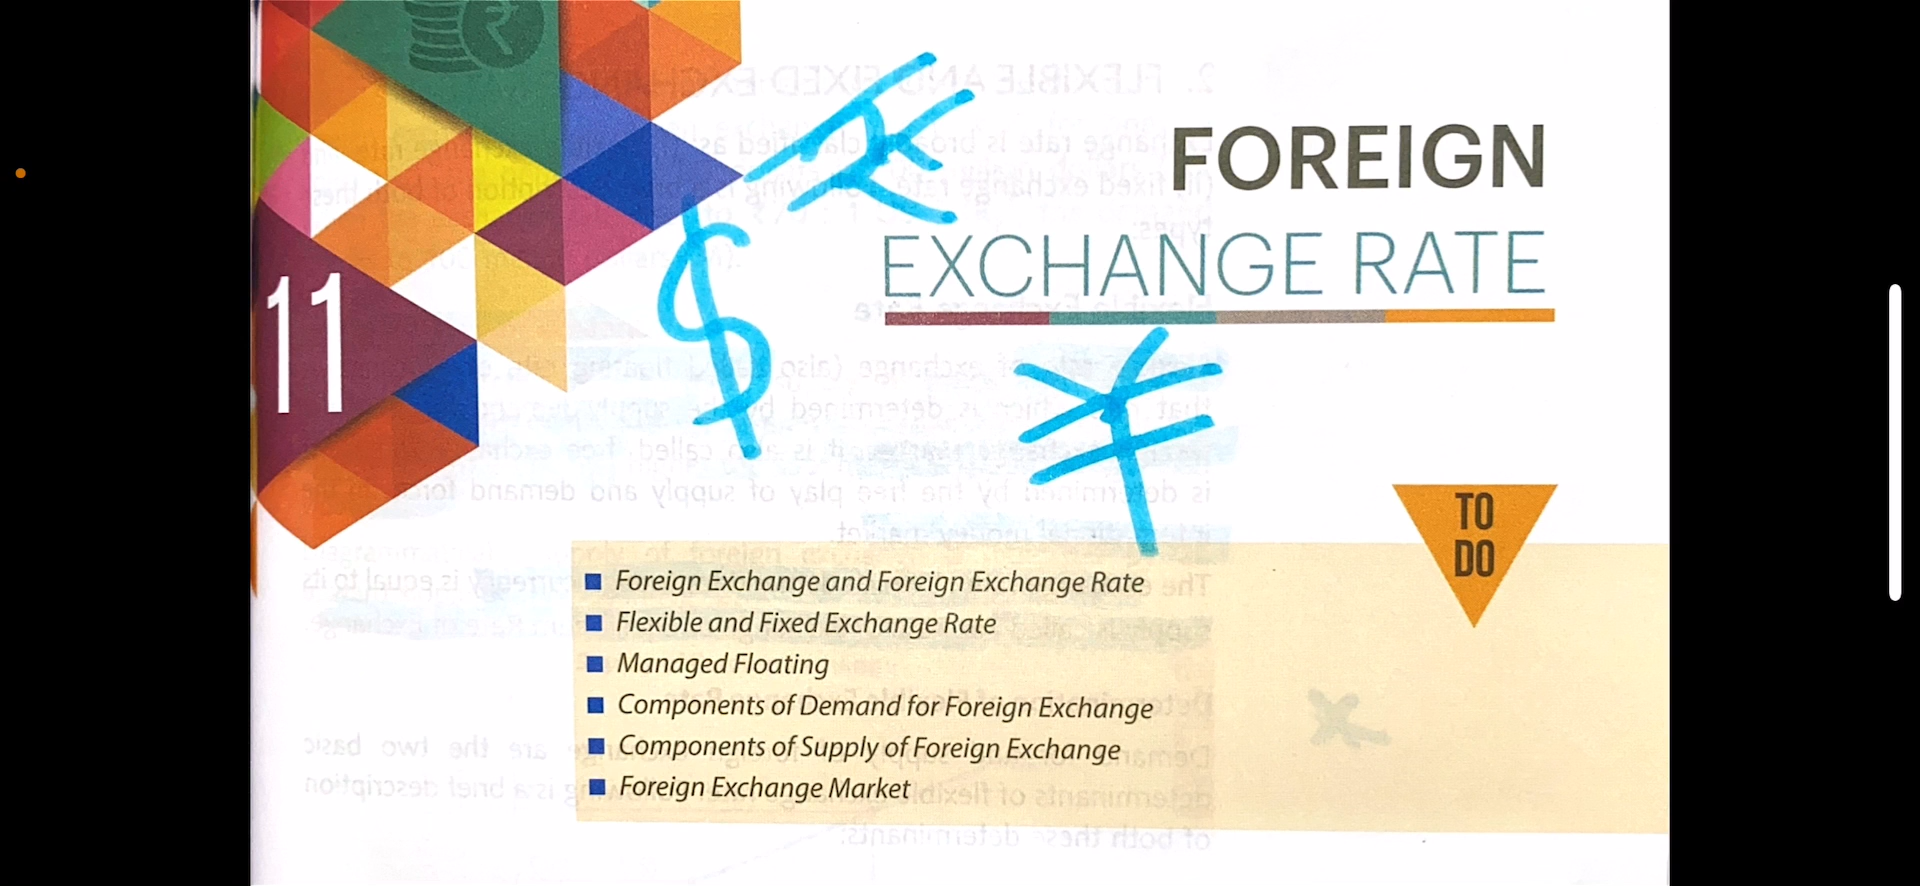 11
₹
$
¥
FOREIGN
EXCHANGE RATE
TO
DO
Foreign Exchange and Foreign Exchange Rate
Flexible and Fixed Exchange Rate
Managed Floating
Components of Demand for Foreign Exchange
Components of Supply of Foreign Exchange
Foreign Exchange Market